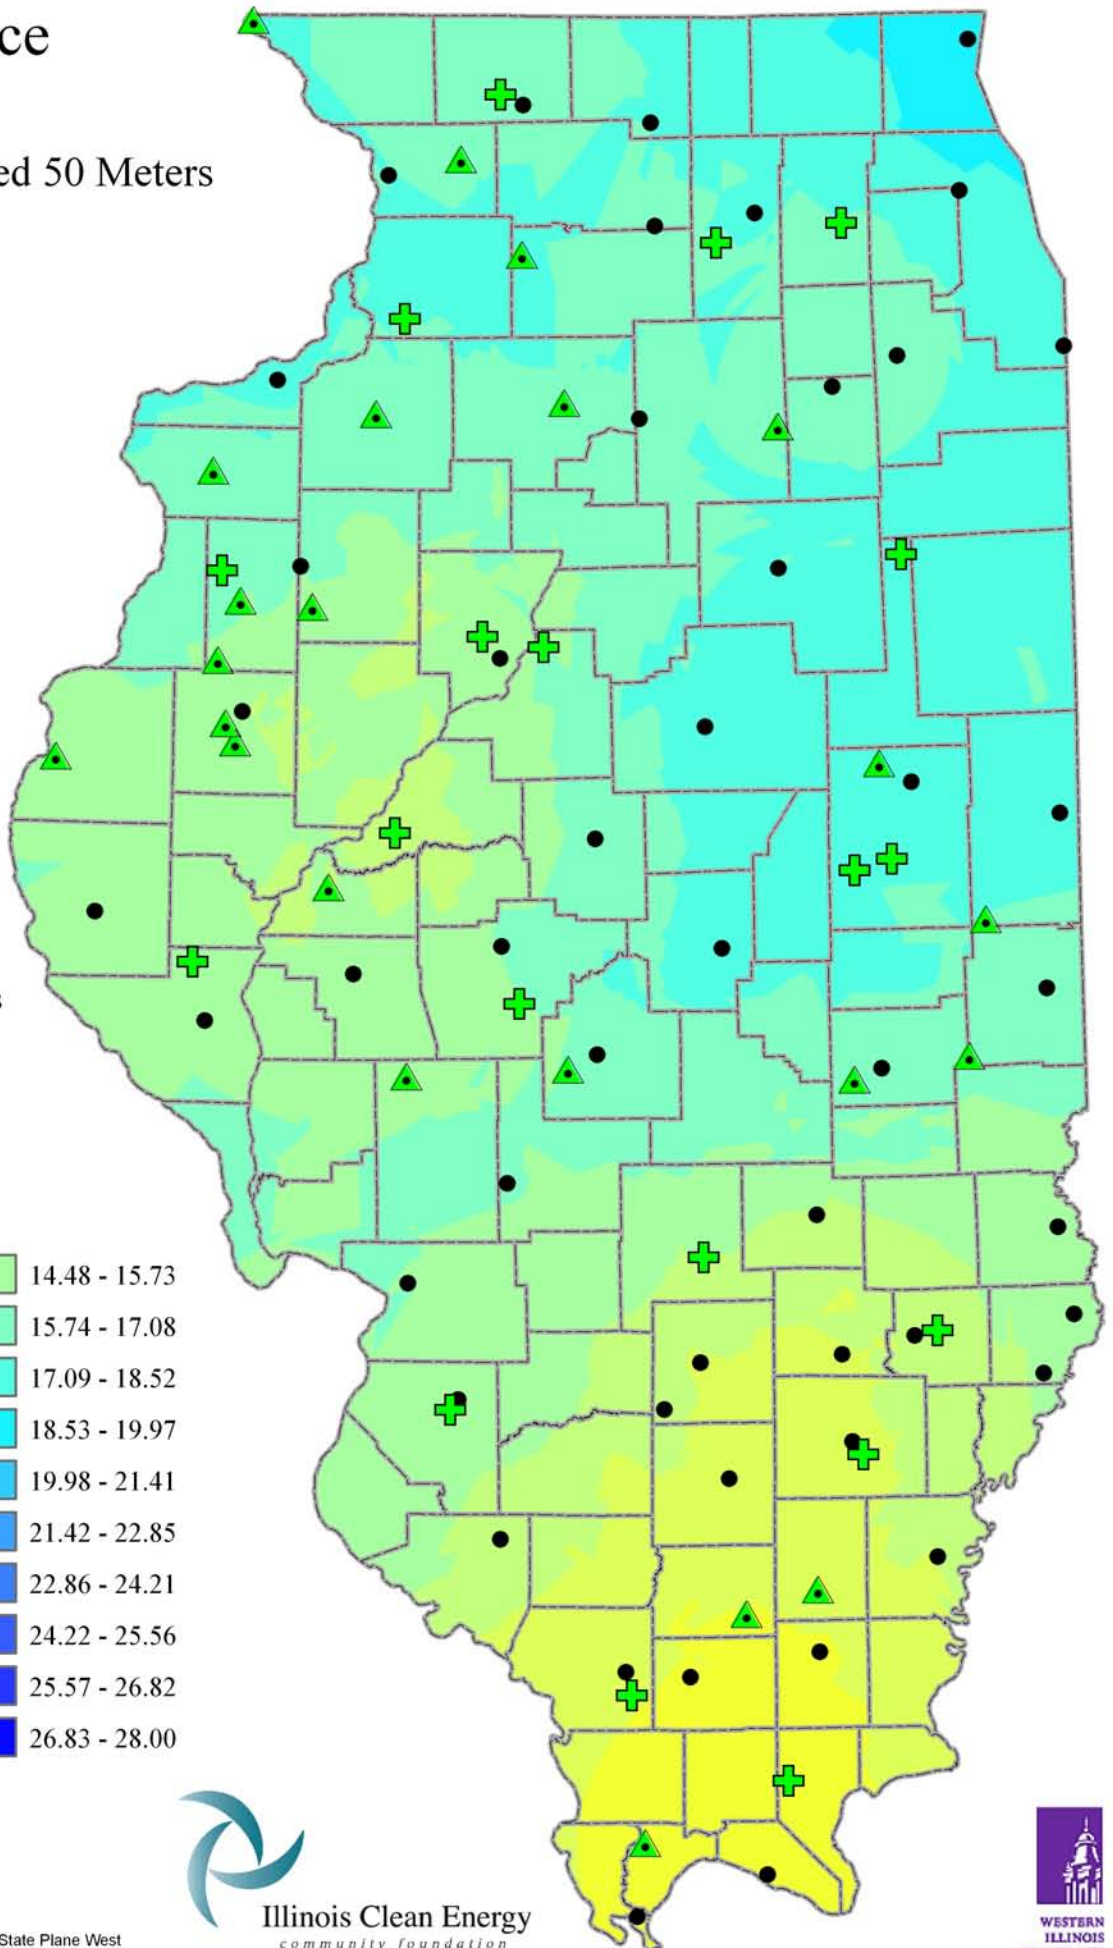 ce
ed 50 Meters
s
14.48 - 15.73
15.74 - 17.08
17.09 - 18.52
18.53 - 19.97
19.98 - 21.41
21.42 - 22.85
22.86 - 24.21
24.22 - 25.56
25.57 - 26.82
26.83 - 28.00
Illinois Clean Energy
community foundation
State Plane West
WESTERN
ILLINOIS